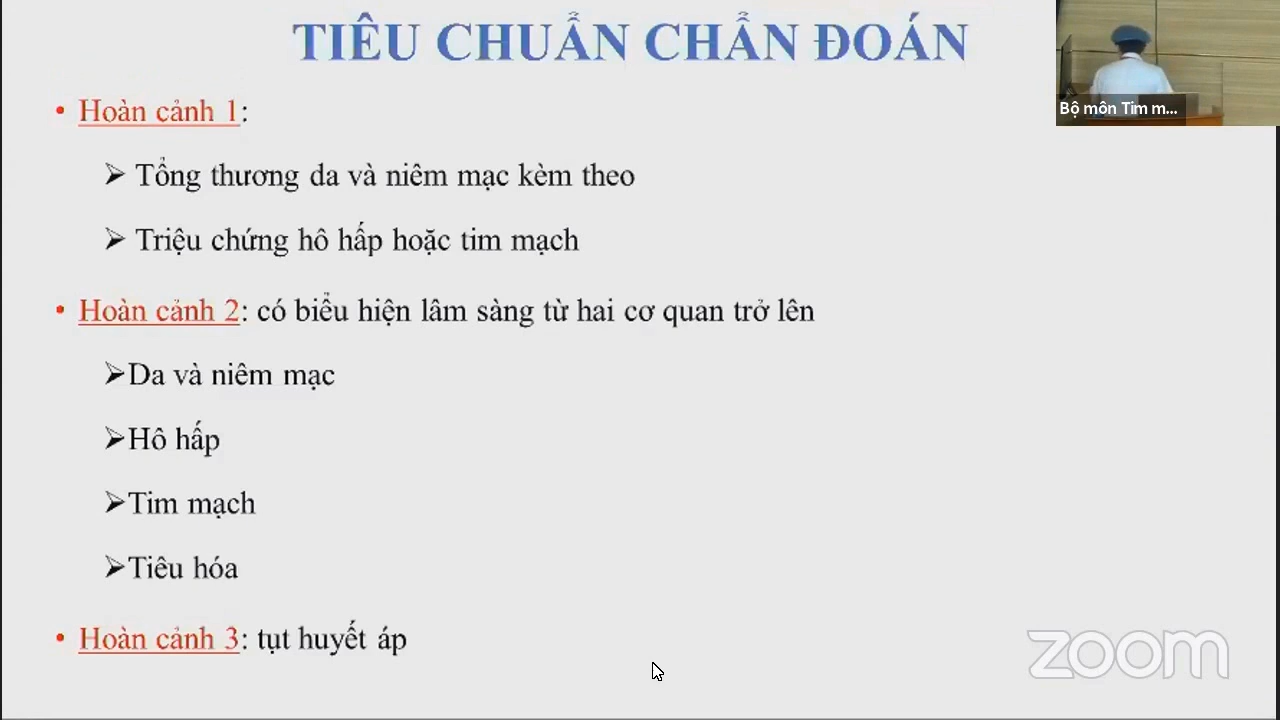 TIÊU CHUẨN CHẨN ĐOÁN
Bộ môn Tim m...
• Hoàn cảnh 1:
➢ Tổng thương da và niêm mạc kèm theo
➢ Triệu chứng hô hấp hoặc tim mạch
• Hoàn cảnh 2: có biểu hiện lâm sàng từ hai cơ quan trở lên
➢Da và niêm mạc
➢Hô hấp
➢Tim mạch
➢Tiêu hóa
• Hoàn cảnh 3: tụt huyết áp
zoom